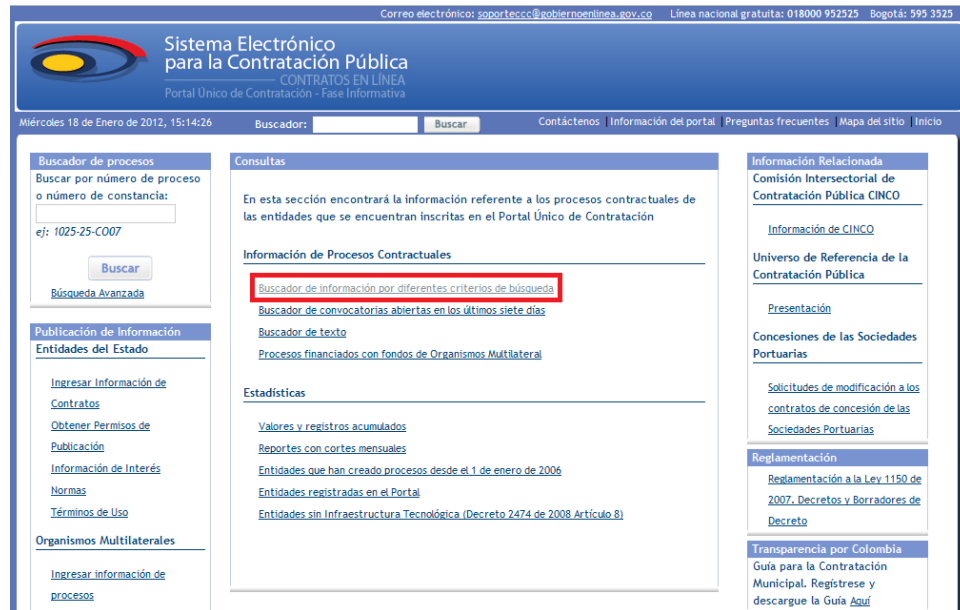 Correo electrónico: soporteccc@gobiernoenlinea.gov.co Línea nacional gratuita: 018000 952525 Bogotá: 595 3525
Sistema Electrónico
para la Contratación Pública
CONTRATOS EN LÍNEA
Portal Único de Contratación - Fase Informativa
Miércoles 18 de Enero de 2012, 15:14:26
Buscador:
Buscar
Contáctenos | Información del portal | Preguntas frecuentes | Mapa del sitio | Inicio
Buscador de procesos
Buscar por número de proceso
o número de constancia:
ej: 1025-25-CO07
Buscar
Búsqueda Avanzada
Publicación de Información
Entidades del Estado
Ingresar Información de
Contratos
Obtener Permisos de
Publicación
Información de Interés
Normas
Términos de Uso
Organismos Multilaterales
Ingresar información de
procesos
Consultas
En esta sección encontrará la información referente a los procesos contractuales de
las entidades que se encuentran inscritas en el Portal Único de Contratación
Información de Procesos Contractuales
Buscador de información por diferentes criterios de búsqueda
Buscador de convocatorias abiertas en los últimos siete días
Buscador de texto
Procesos financiados con fondos de Organismos Multilateral
Estadísticas
Valores y registros acumulados
Reportes con cortes mensuales
Entidades que han creado procesos desde el 1 de enero de 2006
Entidades registradas en el Portal
Entidades sin Infraestructura Tecnológica (Decreto 2474 de 2008 Artículo 8)
Información Relacionada
Comisión Intersectorial de
Contratación Pública CINCO
Información de CINCO
Universo de Referencia de la
Contratación Pública
Presentación
Concesiones de las Sociedades
Portuarias
Solicitudes de modificación a los
contratos de concesión de las
Sociedades Portuarias
Reglamentación
Reglamentación a la Ley 1150 de
2007. Decretos y Borradores de
Decreto
Transparencia por Colombia
Guía para la Contratación
Municipal. Regístrese y
descargue la Guía Aquí